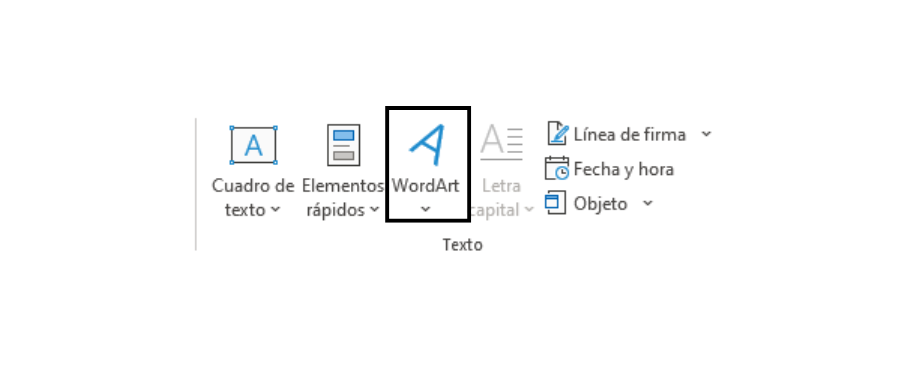 Cuadro de texto
Elementos rápidos
WordArt
Letra capital
Línea de firma
Fecha y hora
Objeto
Texto